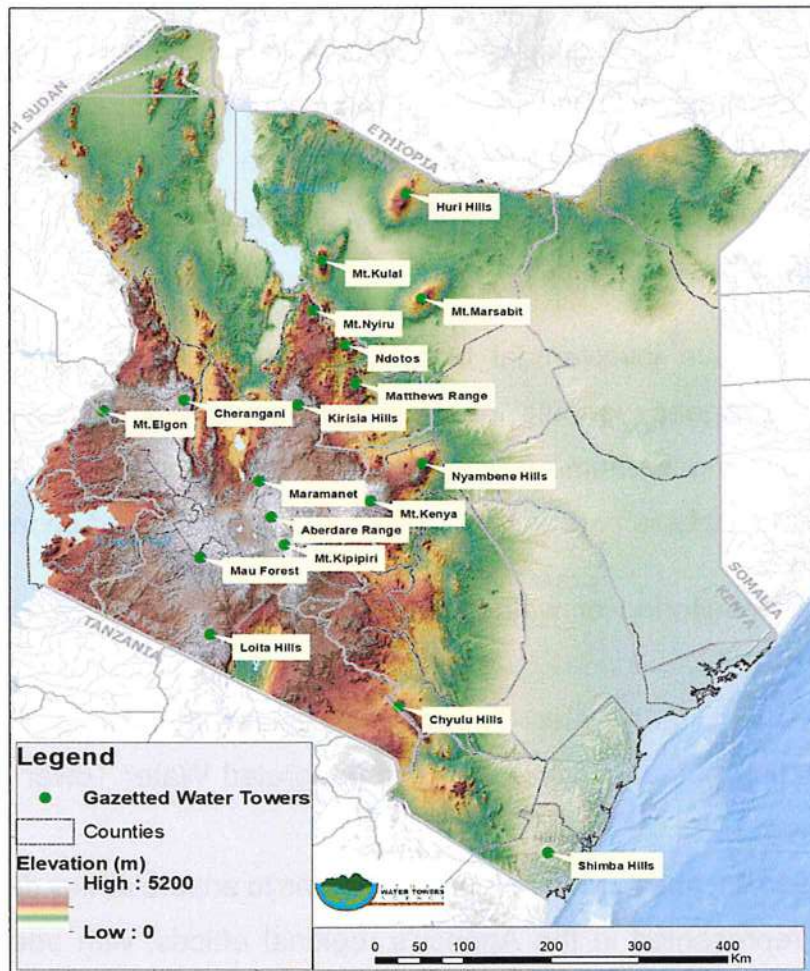 H SUDAN
ETHIOPIA
Huri Hills
Mt.Kulal
Mt.Marsabit
Mt.Nyiru
Ndotos
Matthews Range
Cherangani
Kirisia Hills
Mt.Elgon
Nyambene Hills
Maramanet
Mt.Kenya
Aberdare Range
Mt.Kipipiri
Mau Forest
SOMALIA
KENYA
TANZANIA
Loita Hills
Chyulu Hills
Shimba Hills
Legend
Gazetted Water Towers
Counties
Elevation (m)
High : 5200
Low : 0
WATER TOWERS
0 50 100 200 300 400
Km